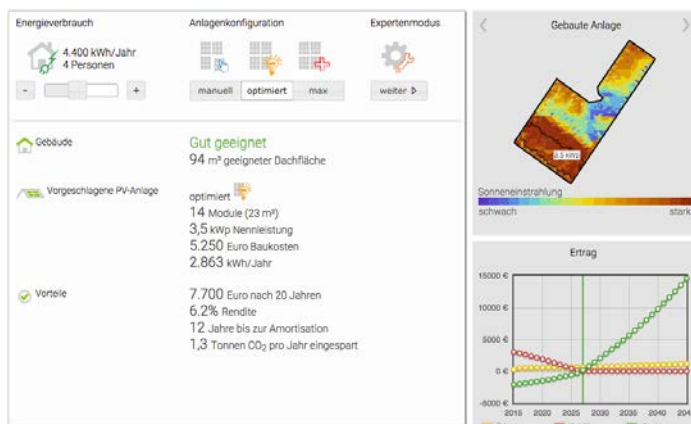 Energieverbrauch
4.400 kWh/Jahr
4 Personen
-
+
Anlagenkonfiguration
manuell optimiert max
Expertenmodus
weiter
Gebäude
Gut geeignet
94 m² geeigneter Dachfläche
Vorgeschlagene PV-Anlage
optimiert
14 Module (23 m²)
3,5 kWp Nennleistung
5.250 Euro Baukosten
2.863 kWh/Jahr
Vorteile
7.700 Euro nach 20 Jahren
6.2% Rendite
12 Jahre bis zur Amortisation
1,3 Tonnen CO₂ pro Jahr eingespart
Gebaute Anlage
3,5 kWp
Sonneneinstrahlung
schwach stark
Ertrag
15000 €
10000 €
5000 €
0 €
-5000 €
2015 2020 2025 2030 2035 2040